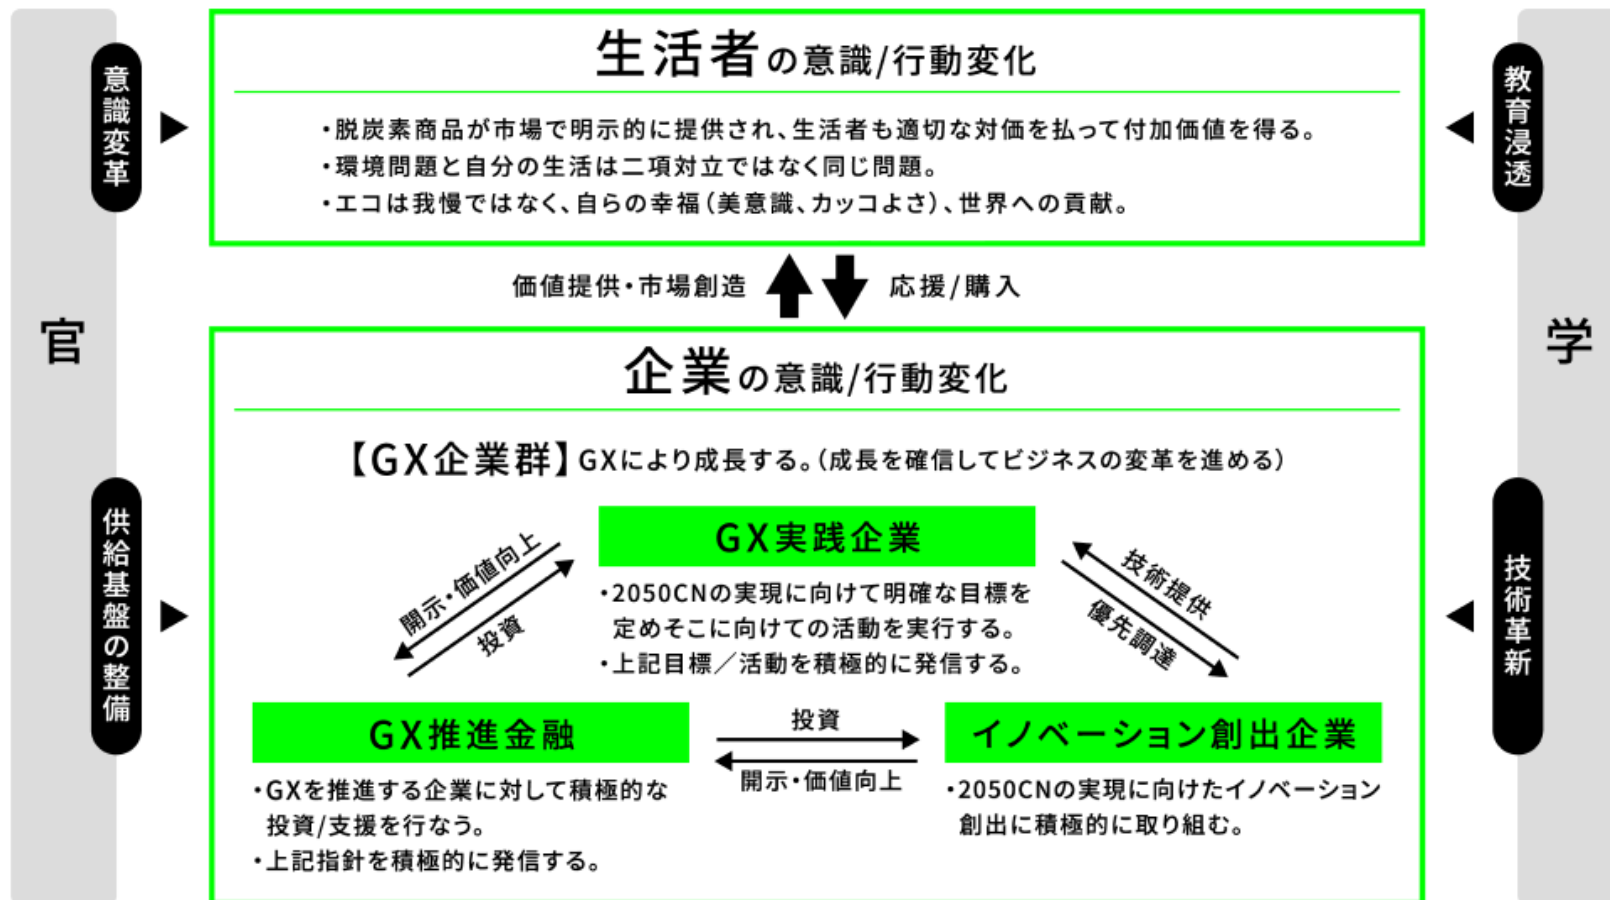 官
意識変革
供給基盤の整備
生活者の意識/行動変化
・脱炭素商品が市場で明示的に提供され、生活者も適切な対価を払って付加価値を得る。
・環境問題と自分の生活は二項対立ではなく同じ問題。
・エコは我慢ではなく、自らの幸福(美意識、カッコよさ)、世界への貢献。
価値提供・市場創造
応援/購入
企業の意識/行動変化
【GX企業群】GXにより成長する。(成長を確信してビジネスの変革を進める)
GX実践企業
・2050CNの実現に向けて明確な目標を
定めそこに向けての活動を実行する。
・上記目標／活動を積極的に発信する。
開示・価値向上
投資
技術提供
優先調達
GX推進金融
・GXを推進する企業に対して積極的な
投資/支援を行なう。
・上記指針を積極的に発信する。
投資
開示・価値向上
イノベーション創出企業
・2050CNの実現に向けたイノベーション
創出に積極的に取り組む。
学
教育浸透
技術革新